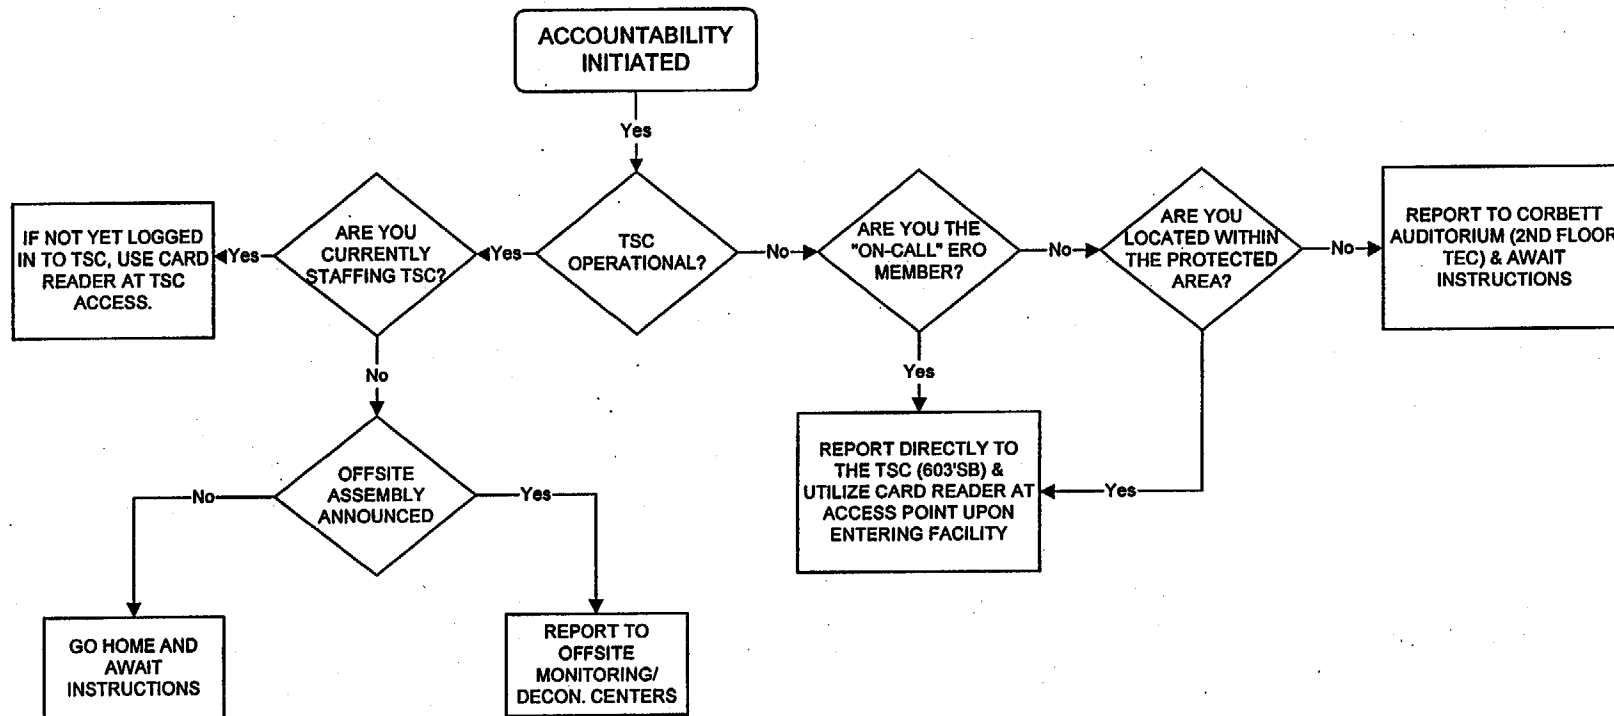 ACCOUNTABILITY
INITIATED
Yes
IF NOT YET LOGGED
IN TO TSC, USE CARD
READER AT TSC
ACCESS.
Yes
ARE YOU
CURRENTLY
STAFFING TSC?
Yes
TSC
OPERATIONAL?
No
ARE YOU THE
"ON-CALL" ERO
MEMBER?
No
ARE YOU
LOCATED WITHIN
THE PROTECTED
AREA?
No
REPORT TO CORBETT
AUDITORIUM (2ND FLOOR
TEC) & AWAIT
INSTRUCTIONS
No
Yes
OFFSITE
ASSEMBLY
ANNOUNCED
No
Yes
REPORT DIRECTLY TO
THE TSC (603'SB) &
UTILIZE CARD READER AT
ACCESS POINT UPON
ENTERING FACILITY
Yes
GO HOME AND
AWAIT
INSTRUCTIONS
REPORT TO
OFFSITE
MONITORING/
DECON. CENTERS